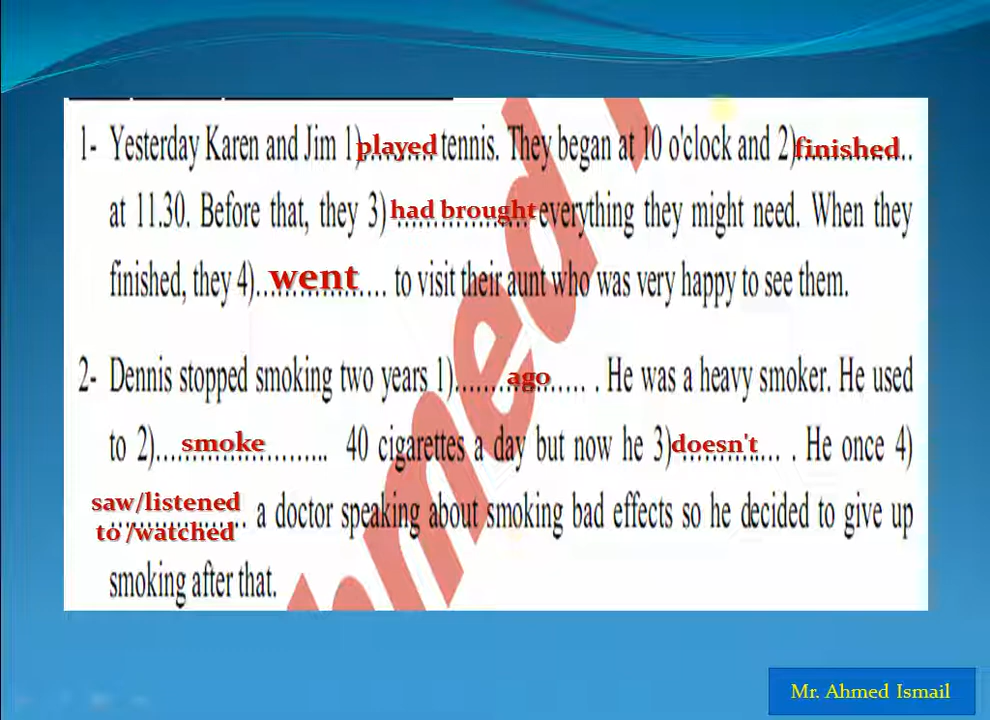 1- Yesterday Karen and Jim 1)played tennis. They began at 10 o'clock and 2)finished..
at 11.30. Before that, they 3) had brought everything they might need. When they
finished, they 4)....went.... to visit their aunt who was very happy to see them.
2- Dennis stopped smoking two years 1)......ago..... . He was a heavy smoker. He used
to 2)...smoke....... 40 cigarettes a day but now he 3)doesn't... . He once 4)
saw/listened
to /watched a doctor speaking about smoking bad effects so he decided to give up
smoking after that.
Mr. Ahmed Ismail